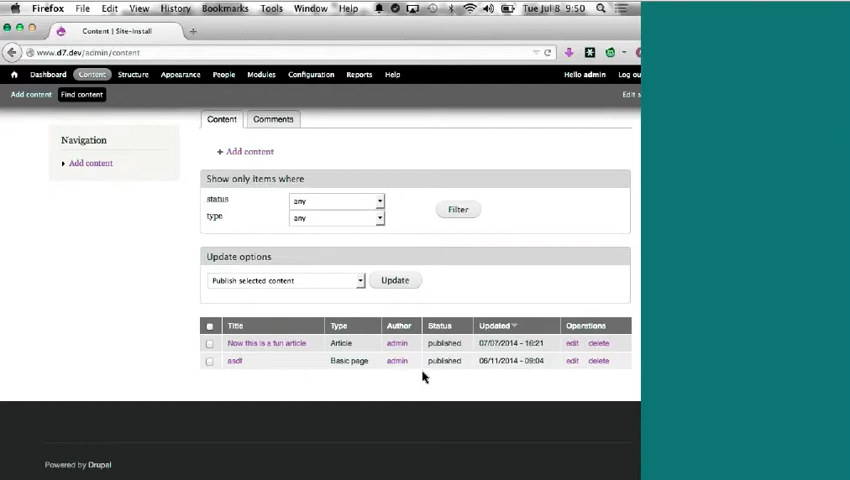 Firefox File Edit View History Bookmarks Tools Window Help Tue Jul 8 9:50
Content | Site-Install
www.d7.dev/admin/content
Dashboard Content Structure Appearance People Modules Configuration Reports Help Hello admin Log ou
Add content Find content Edit s
Content Comments
Navigation
+ Add content
Add content
Show only items where
status any
type any
Filter
Update options
Publish selected content Update
Title Type Author Status Updated Operations
Now this is a fun article Article admin published 07/07/2014 - 16:21 edit delete
asdf Basic page admin published 06/11/2014 - 09:04 edit delete
Powered by Drupal